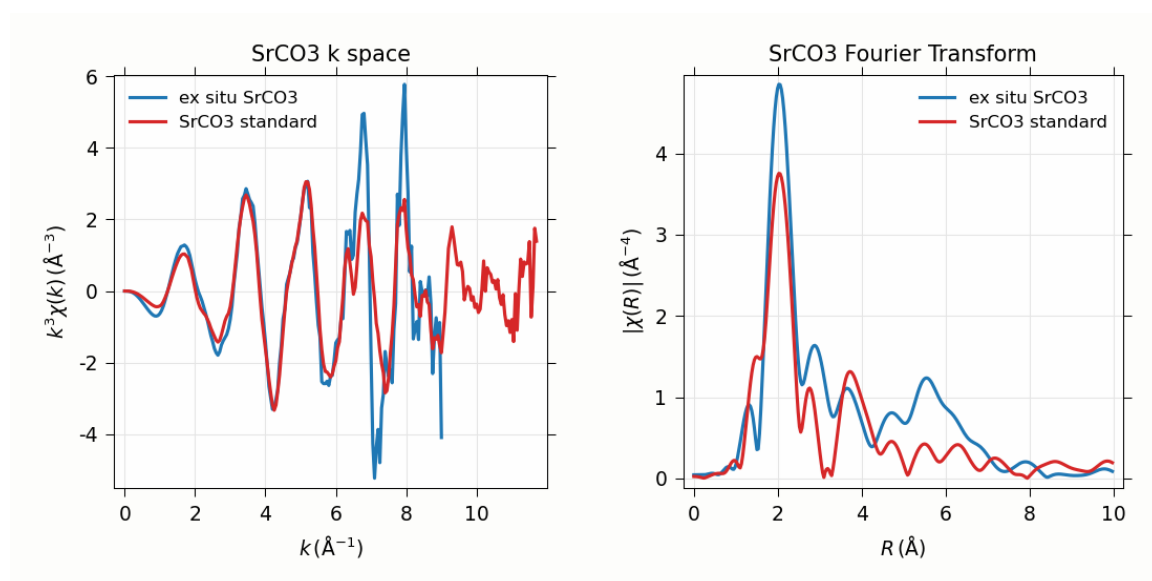 SrCO3 k space
ex situ SrCO3
SrCO3 standard
6
4
2
0
-2
-4
k³χ(k) (Å⁻³)
0 2 4 6 8 10
k (Å⁻¹)
SrCO3 Fourier Transform
ex situ SrCO3
SrCO3 standard
4
3
2
1
0
|χ(R)| (Å⁻⁴)
0 2 4 6 8 10
R (Å)